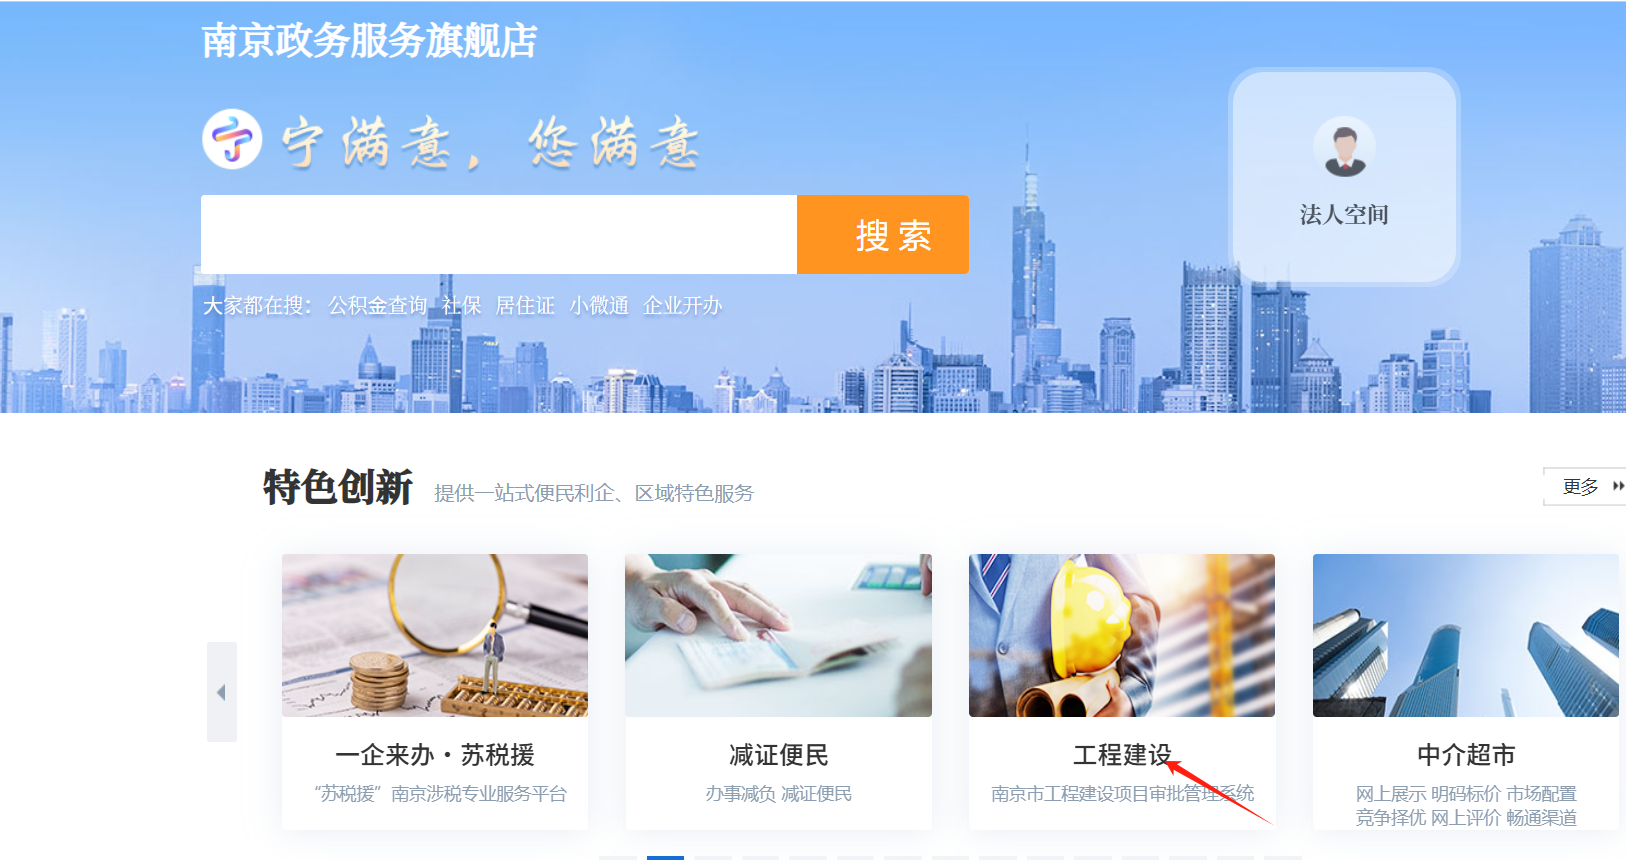 南京政务服务旗舰店
宁满意，您满意
搜索
法人空间
大家都在搜： 公积金查询 社保 居住证 小微通 企业开办
特色创新 提供一站式便民利企、区域特色服务
更多
一企来办·苏税援
“苏税援”南京涉税专业服务平台
减证便民
办事减负 减证便民
工程建设
南京市工程建设项目审批管理系统
中介超市
网上展示 明码标价 市场配置
竞争择优 网上评价 畅通渠道